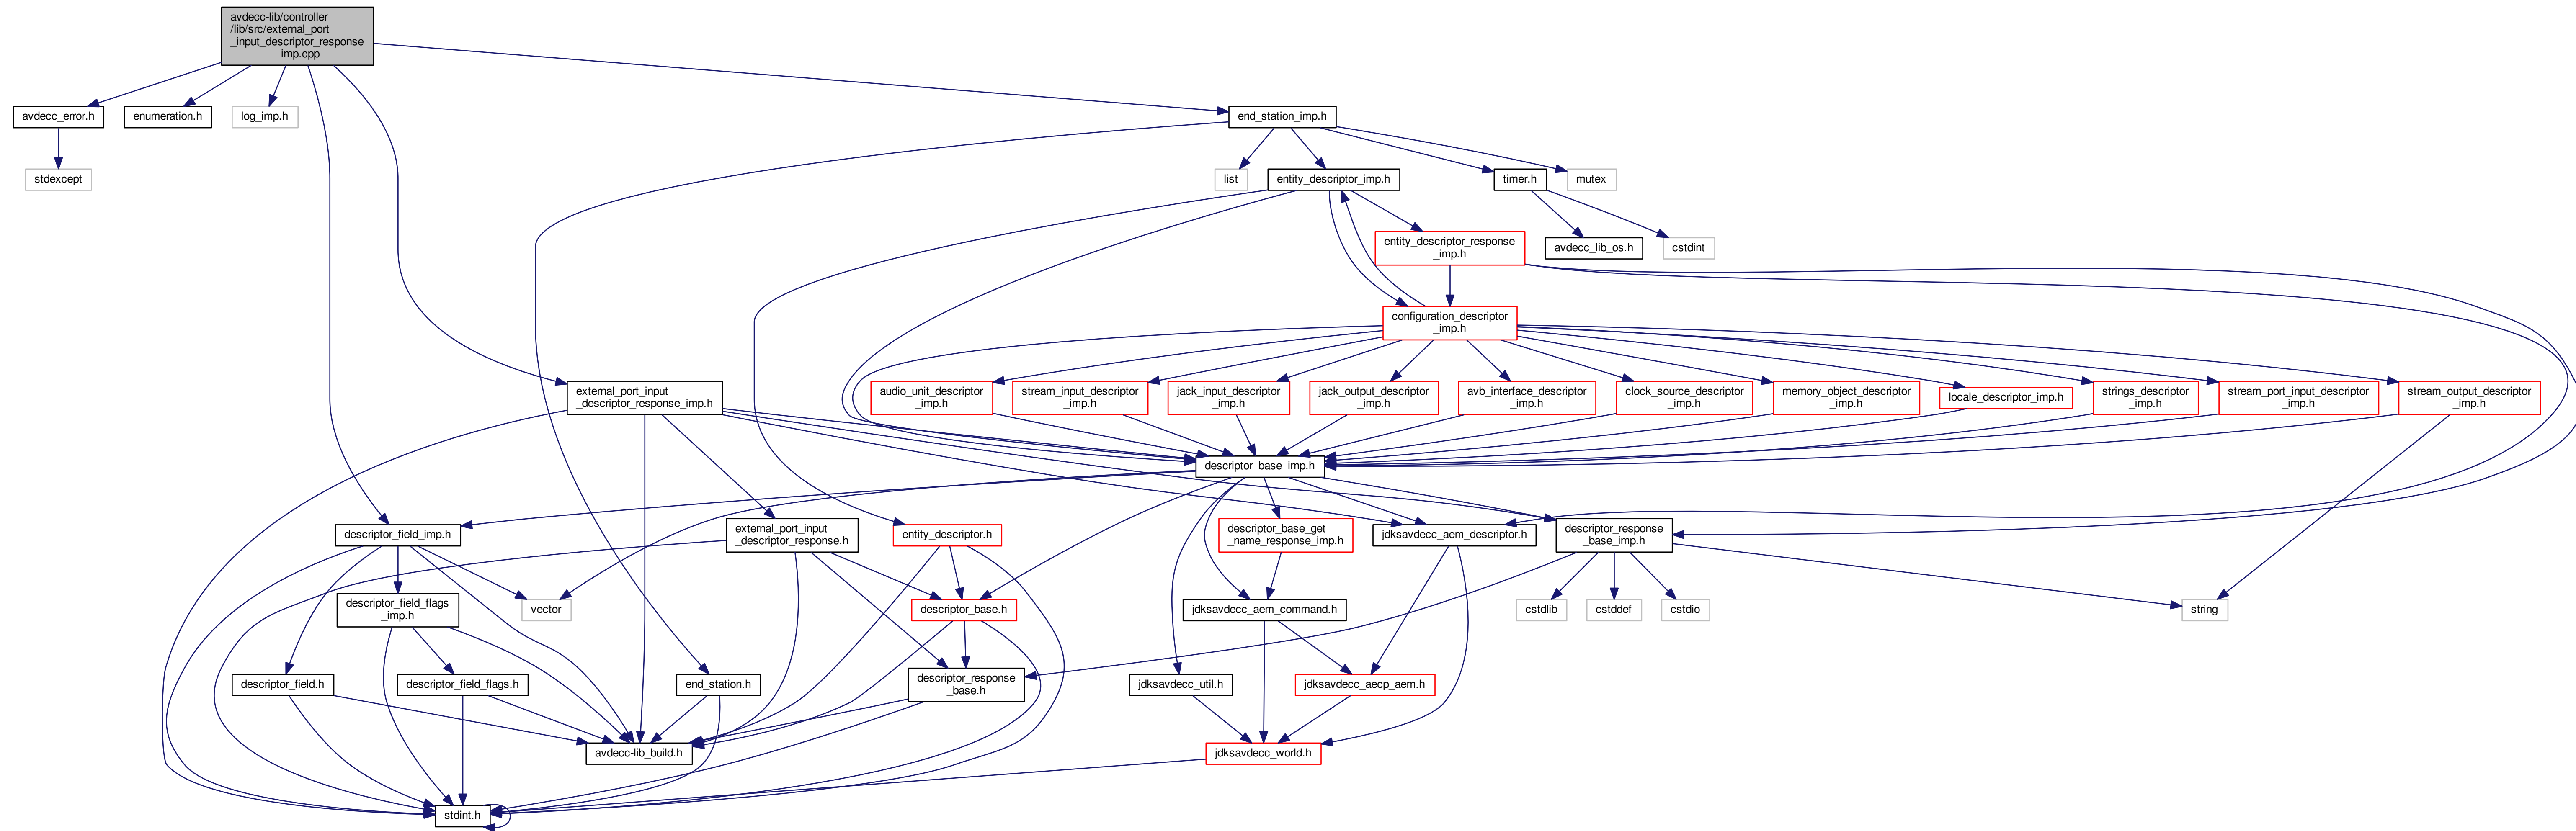 avdecc-lib/controller
/lib/src/external_port
_input_descriptor_response
_imp.cpp
avdecc_error.h
enumeration.h
log_imp.h
end_station_imp.h
stdexcept
list
entity_descriptor_imp.h
timer.h
mutex
entity_descriptor_response
_imp.h
avdecc_lib_os.h
cstdint
configuration_descriptor
_imp.h
external_port_input
_descriptor_response_imp.h
audio_unit_descriptor
_imp.h
stream_input_descriptor
_imp.h
jack_input_descriptor
_imp.h
jack_output_descriptor
_imp.h
avb_interface_descriptor
_imp.h
clock_source_descriptor
_imp.h
memory_object_descriptor
_imp.h
locale_descriptor_imp.h
strings_descriptor
_imp.h
stream_port_input_descriptor
_imp.h
stream_output_descriptor
_imp.h
descriptor_base_imp.h
descriptor_field_imp.h
external_port_input
_descriptor_response.h
entity_descriptor.h
descriptor_base_get
_name_response_imp.h
jdksavdecc_aem_descriptor.h
descriptor_response
_base_imp.h
descriptor_field_flags
_imp.h
vector
descriptor_base.h
jdksavdecc_aem_command.h
cstdlib
cstddef
cstdio
string
descriptor_field.h
descriptor_field_flags.h
end_station.h
descriptor_response
_base.h
jdksavdecc_util.h
jdksavdecc_aecp_aem.h
avdecc-lib_build.h
jdksavdecc_world.h
stdint.h